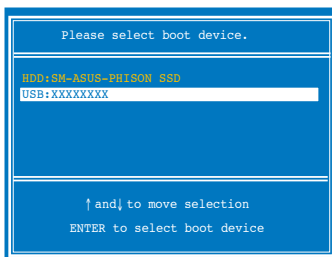 Please select boot device.
HDD:SM-ASUS-PHISON SSD
USB:XXXXXXXX
↑and↓to move selection
ENTER to select boot device